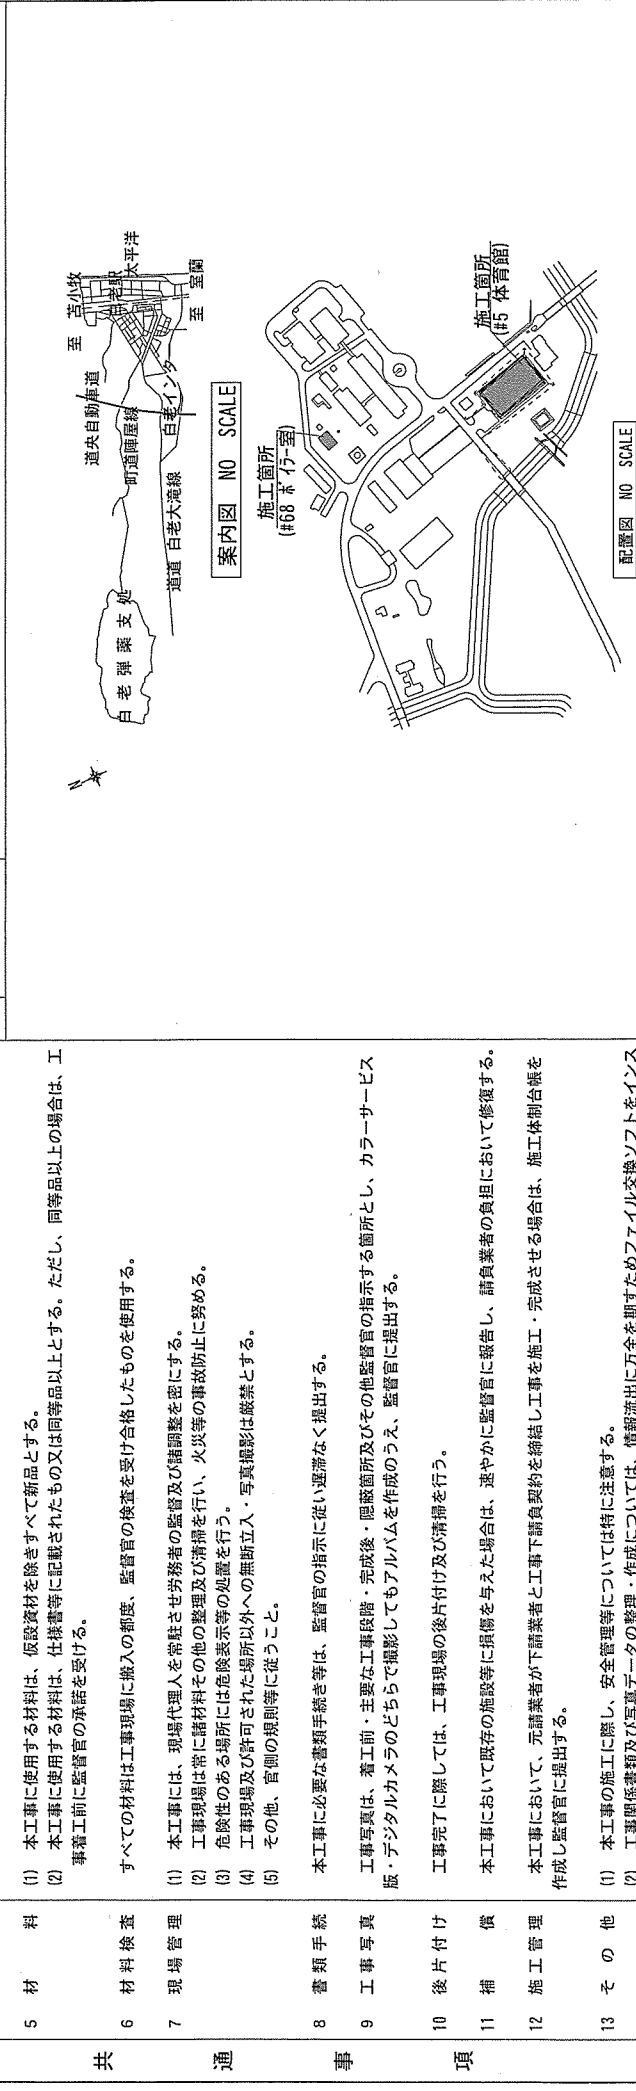 共通事項
5 材料 (1) 本工事に使用する材料は、仮設資材を除きすべて新品とする。
(2) 本工事に使用する材料は、仕様書等に記載されたもの又は同等品以上とする。ただし、同等品以上の場合は、工
事着工前に監督官の承諾を受ける。
6 材料検査 すべての材料は工事現場に搬入の都度、監督官の検査を受け合格したものを使用する。
7 現場管理 (1) 本工事には、現場代理人を常駐させ労務者の監督及び諸調整を密にする。
(2) 工事現場は常に諸材料その他の整理及び清掃を行い、火災等の事故防止に努める。
(3) 危険性のある場所には危険表示等の処置を行う。
(4) 工事現場及び許可された場所以外への無断立入・写真撮影は厳禁とする。
(5) その他、官側の規則等に従うこと。
8 書類手続 本工事に必要な書類手続き等は、監督官の指示に従い遅滞なく提出する。
9 工事写真 工事写真は、着工前・主要な工事段階・完成後・隠蔽箇所及びその他監督官の指示する箇所とし、カラーサービス
版・デジタルカメラのどちらで撮影してもアルバムを作成のうえ、監督官に提出する。
10 後片付け 工事完了に際しては、工事現場の後片付け及び清掃を行う。
11 補償 本工事において既存の施設等に損傷を与えた場合は、速やかに監督官に報告し、請負業者の負担において修復する。
12 施工管理 本工事において、元請業者が下請業者と工事下請負契約を締結し工事を施工・完成させる場合は、施工体制台帳を
作成し監督官に提出する。
13 その他 (1) 本工事の施工に際し、安全管理等については特に注意する。
(2) 工事関係書類及び写真データの整理・作成については、情報流出に万全を期すためファイル交換ソフトをインス
N
白老弾薬支処
道央自動車道
町道陣屋線
道道 白老大滝線
白老インター
至 苫小牧
白老駅
太平洋
至 室蘭
案内図 NO SCALE
施工箇所
(#68 ボイラー室)
施工箇所
(#5 体育館)
配置図 NO SCALE